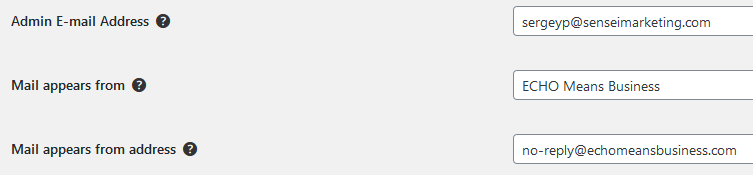 Admin E-mail Address ?
sergeyp@senseimarketing.com
Mail appears from ?
ECHO Means Business
Mail appears from address ?
no-reply@echomeansbusiness.com